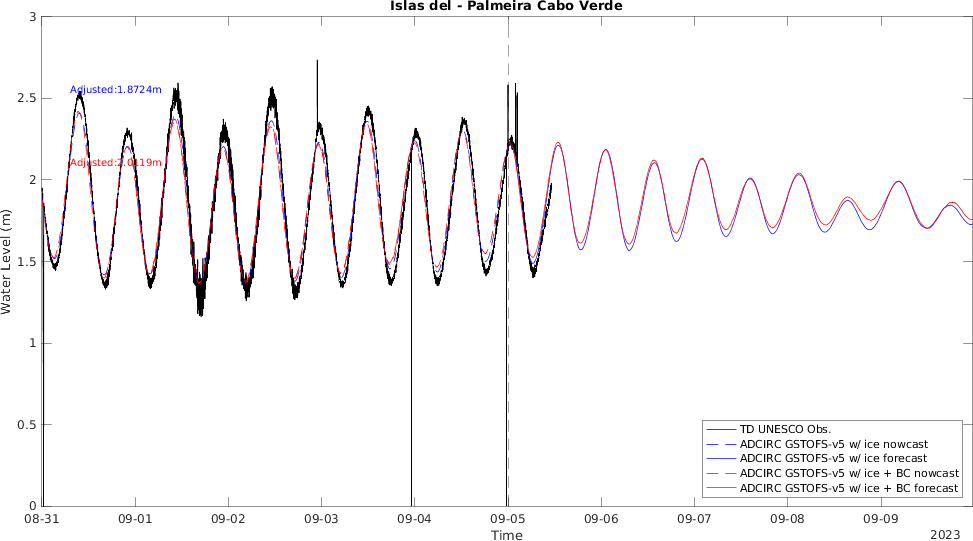 Islas del - Palmeira Cabo Verde
3
2.5
2
1.5
1
0.5
0
Water Level (m)
Adjusted:1.8724m
Adjusted:2.0119m
TD UNESCO Obs.
ADCIRC GSTOFS-v5 w/ ice nowcast
ADCIRC GSTOFS-v5 w/ ice forecast
ADCIRC GSTOFS-v5 w/ ice + BC nowcast
ADCIRC GSTOFS-v5 w/ ice + BC forecast
08-31 09-01 09-02 09-03 09-04 09-05 09-06 09-07 09-08 09-09
Time
2023